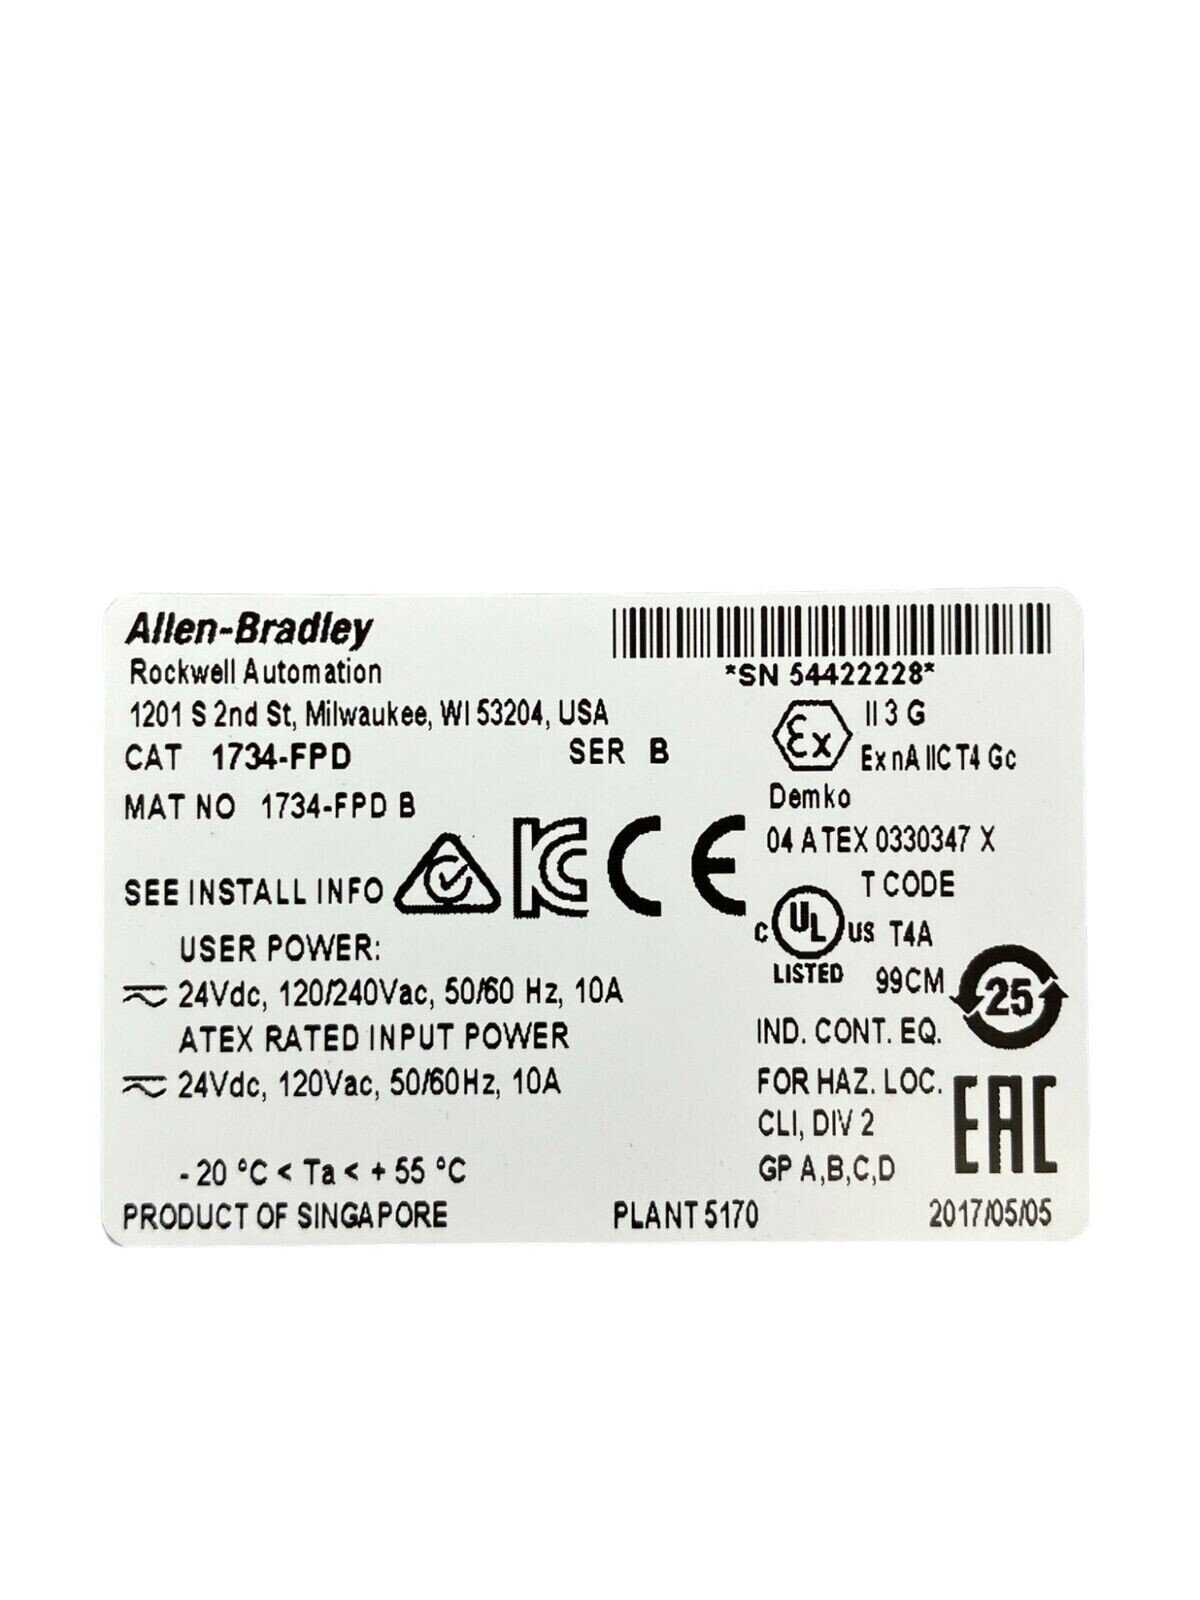 Allen-Bradley
Rockwell Automation
*SN 54422228*
1201 S 2nd St, Milwaukee, WI 53204, USA
CAT 1734-FPD SER B
MAT NO 1734-FPD B
Ex II 3 G
Ex nA IIC T4 Gc
Demko
04 ATEX 0330347 X
SEE INSTALL INFO
KC
CE
T CODE
C UL US T4A
LISTED 99CM
25
USER POWER:
24Vdc, 120/240Vac, 50/60 Hz, 10A
ATEX RATED INPUT POWER
24Vdc, 120Vac, 50/60Hz, 10A
IND. CONT. EQ.
FOR HAZ. LOC.
CLI, DIV 2
GP A,B,C,D
EAC
- 20 °C < Ta < + 55 °C
PRODUCT OF SINGAPORE PLANT 5170 2017/05/05